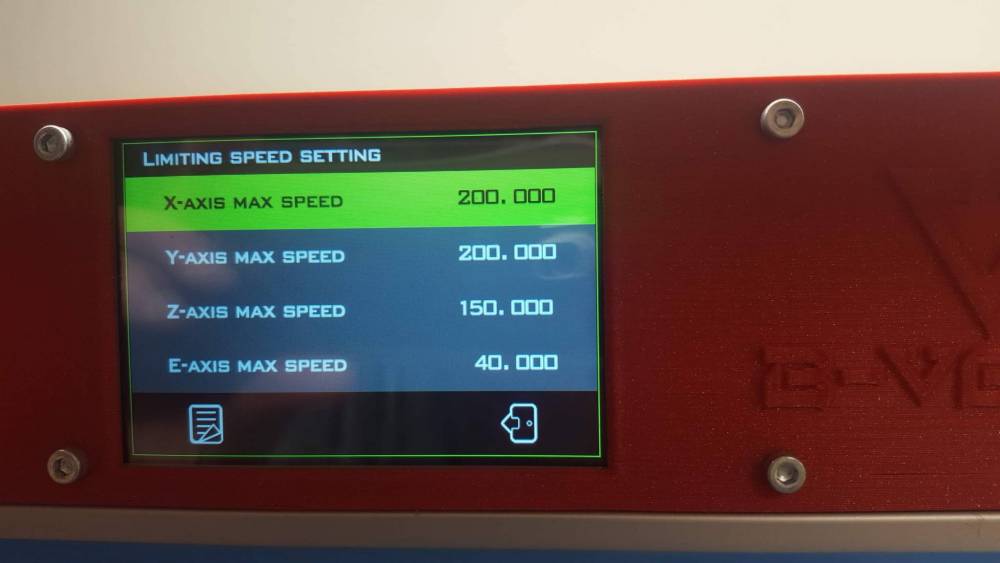 LIMITING SPEED SETTING
X-AXIS MAX SPEED 200.000
Y-AXIS MAX SPEED 200.000
Z-AXIS MAX SPEED 150.000
E-AXIS MAX SPEED 40.000